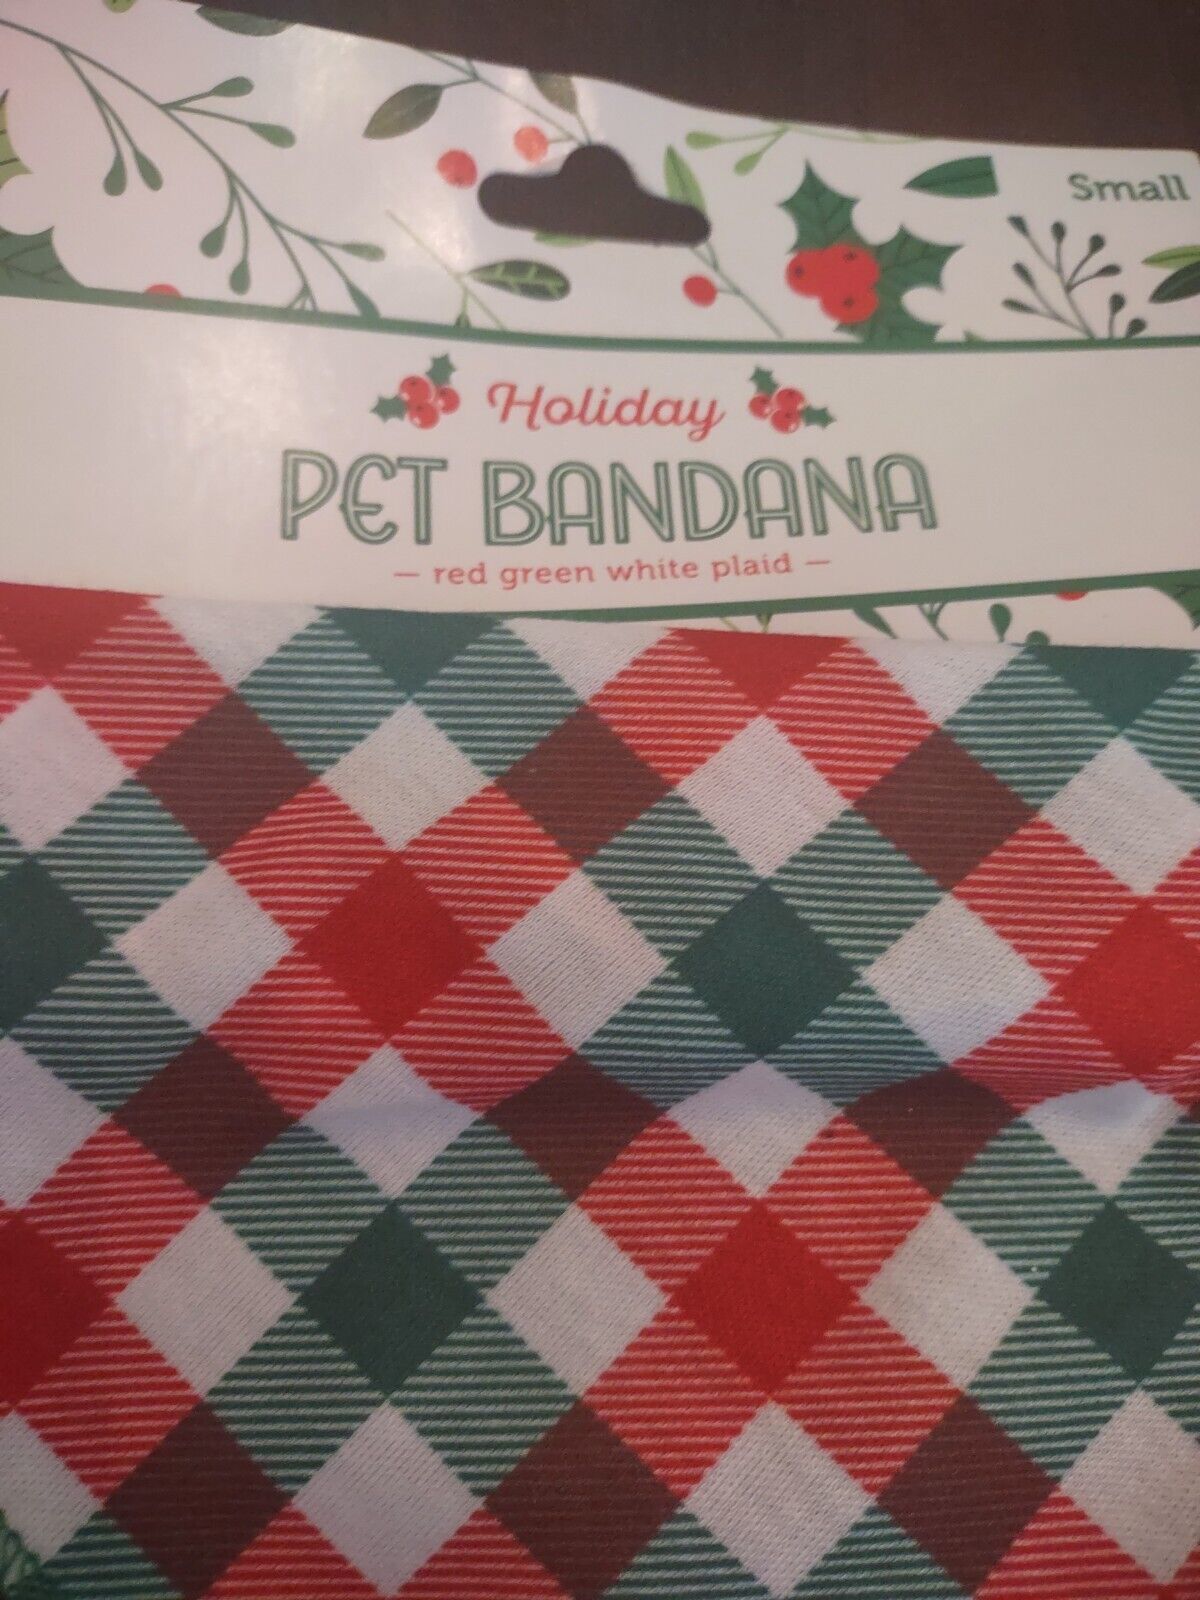 Small
Holiday
PET BANDANA
— red green white plaid —